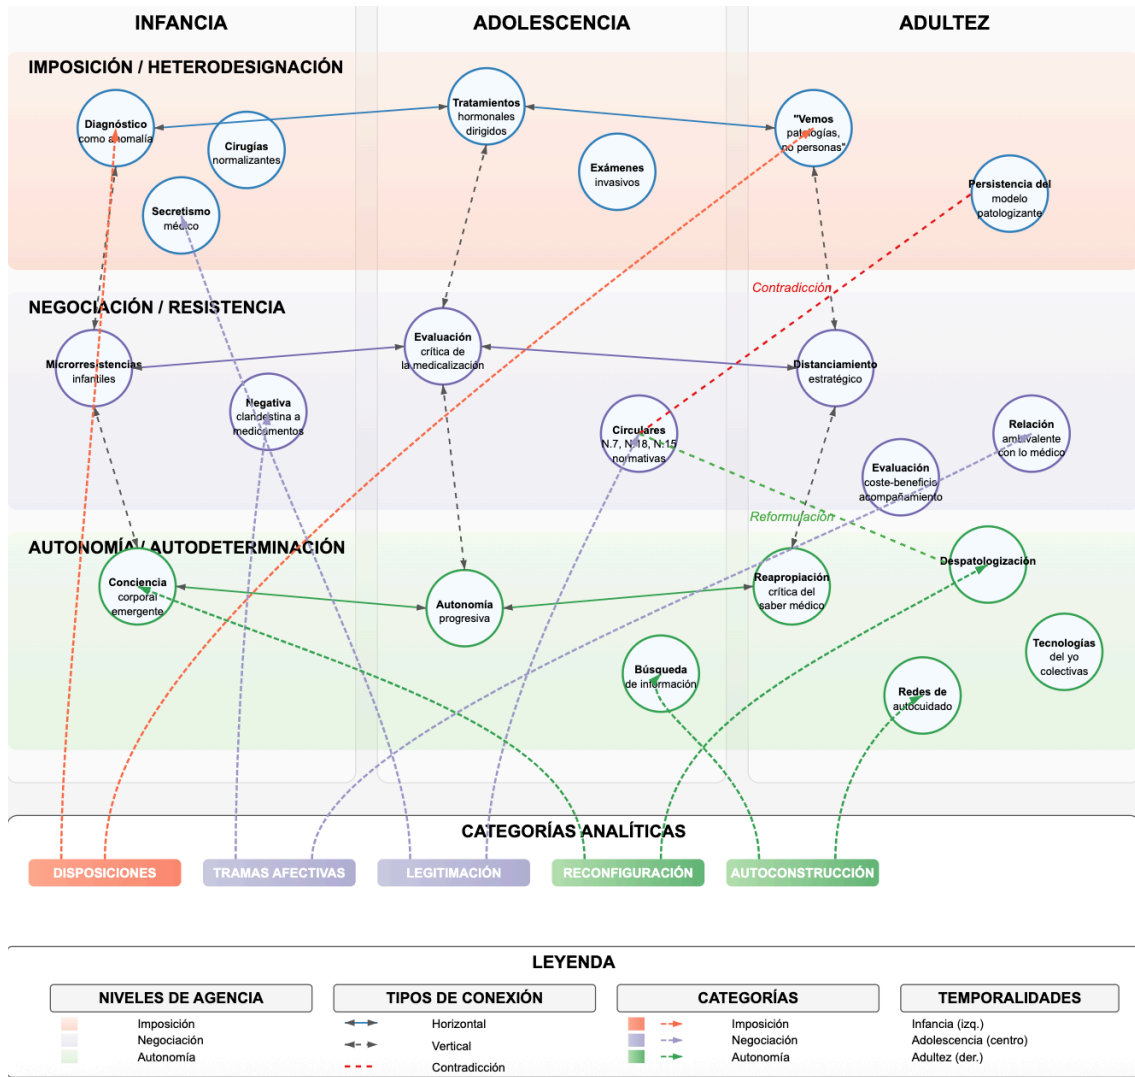 INFANCIA
ADOLESCENCIA
ADULTEZ
IMPOSICIÓN / HETERODESIGNACIÓN
Diagnóstico
como anomalía
Cirugías
normalizantes
Secretismo
médico
Tratamientos
hormonales
dirigidos
Exámenes
invasivos
"Vemos
patologías,
no personas"
Persistencia del
modelo
patologizante
Contradicción
NEGOCIACIÓN / RESISTENCIA
Microrresistencias
infantiles
Negativa
clandestina a
medicamentos
Evaluación
crítica de
la medicalización
Circulares
N.7, N.18, N.15
normativas
Distanciamiento
estratégico
Evaluación
coste-beneficio
acompañamiento
Relación
ambivalente
con lo médico
Reformulación
AUTONOMÍA / AUTODETERMINACIÓN
Conciencia
corporal
emergente
Autonomía
progresiva
Búsqueda
de información
Reapropiación
crítica del
saber médico
Despatologización
Tecnologías
del yo
colectivas
Redes de
autocuidado
CATEGORÍAS ANALÍTICAS
DISPOSICIONES
TRAMAS AFECTIVAS
LEGITIMACIÓN
RECONFIGURACIÓN
AUTOCONSTRUCCIÓN
LEYENDA
NIVELES DE AGENCIA
Imposición
Negociación
Autonomía
TIPOS DE CONEXIÓN
Horizontal
Vertical
Contradicción
CATEGORÍAS
Imposición
Negociación
Autonomía
TEMPORALIDADES
Infancia (izq.)
Adolescencia (centro)
Adultez (der.)